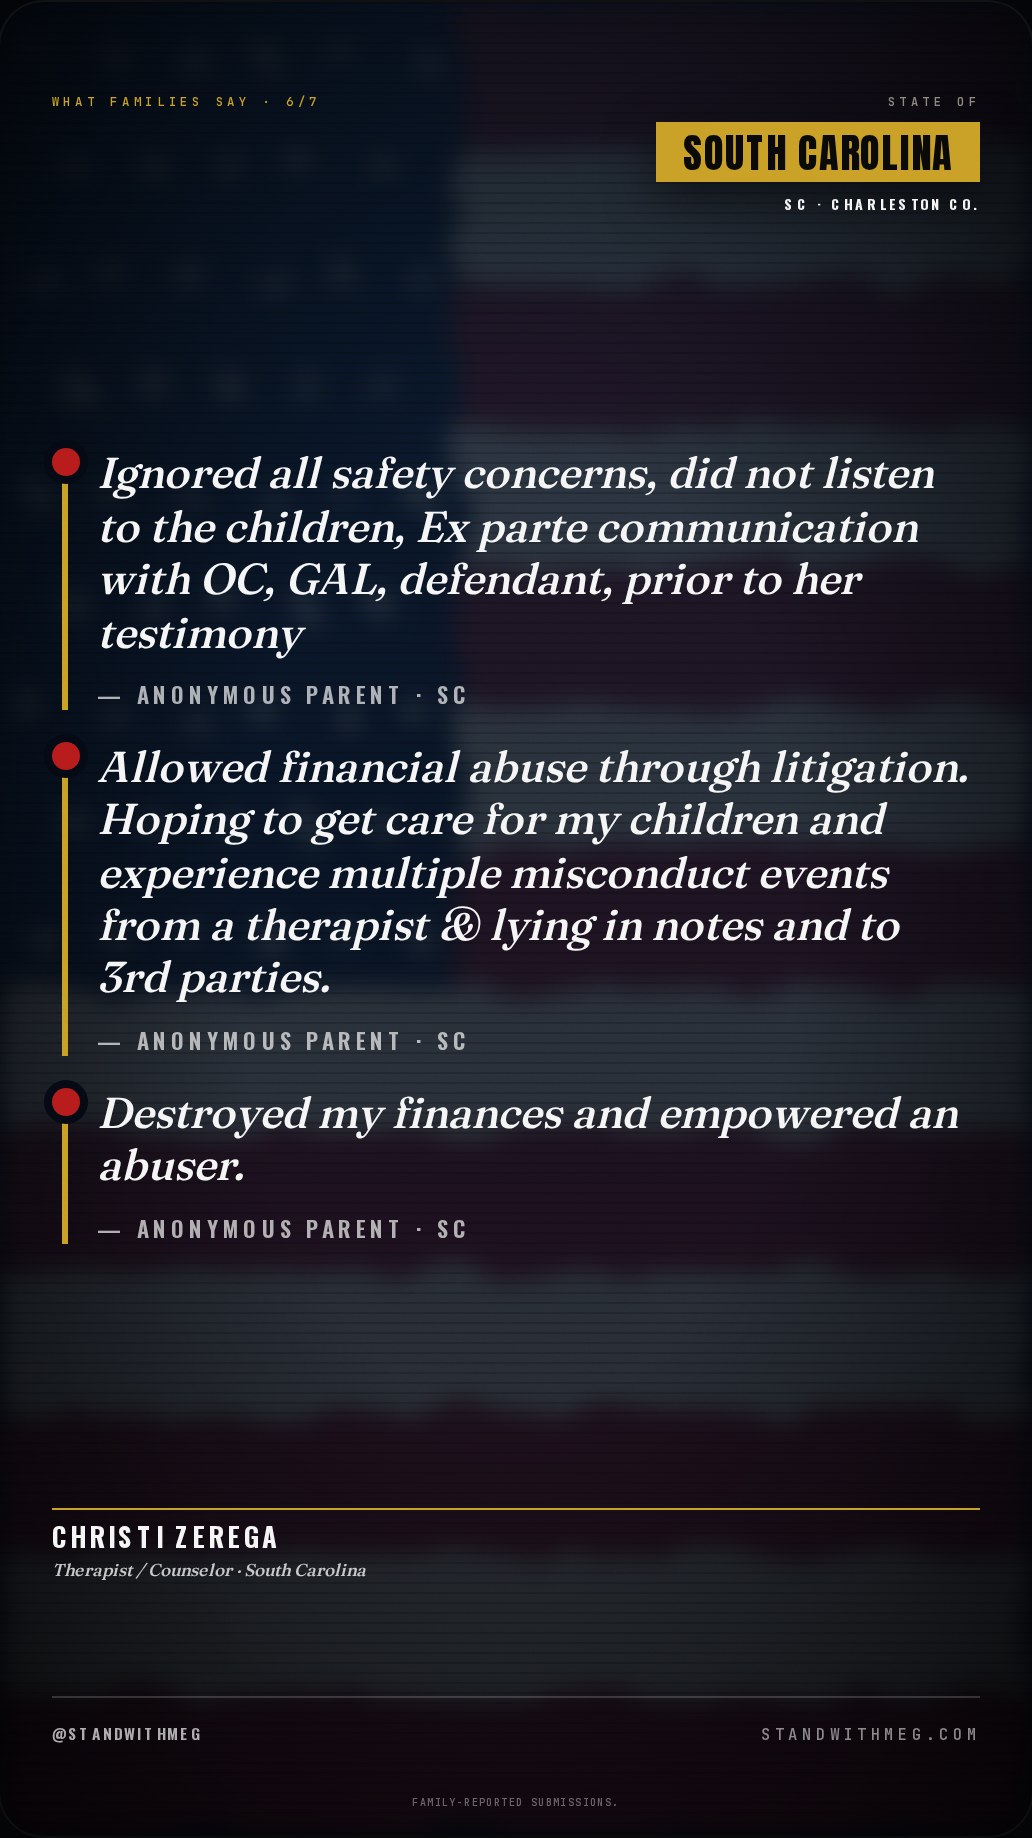 WHAT FAMILIES SAY · 6/7
STATE OF
SOUTH CAROLINA
SC · CHARLESTON CO.
Ignored all safety concerns, did not listen
to the children, Ex parte communication
with OC, GAL, defendant, prior to her
testimony
— ANONYMOUS PARENT · SC
Allowed financial abuse through litigation.
Hoping to get care for my children and
experience multiple misconduct events
from a therapist & lying in notes and to
3rd parties.
— ANONYMOUS PARENT · SC
Destroyed my finances and empowered an
abuser.
— ANONYMOUS PARENT · SC
CHRISTI ZEREGA
Therapist / Counselor · South Carolina
@STANDWITHMEG
STANDWITHMEG.COM
FAMILY-REPORTED SUBMISSIONS.